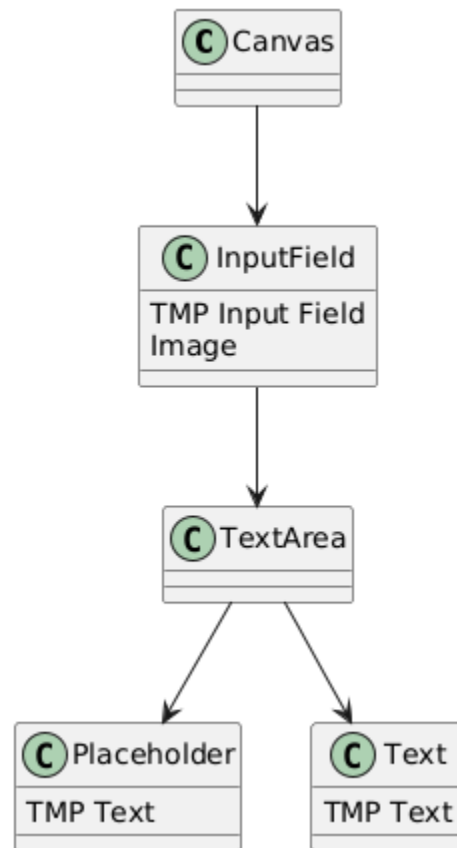 C Canvas
C InputField
TMP Input Field
Image
C TextArea
C Placeholder
TMP Text
C Text
TMP Text